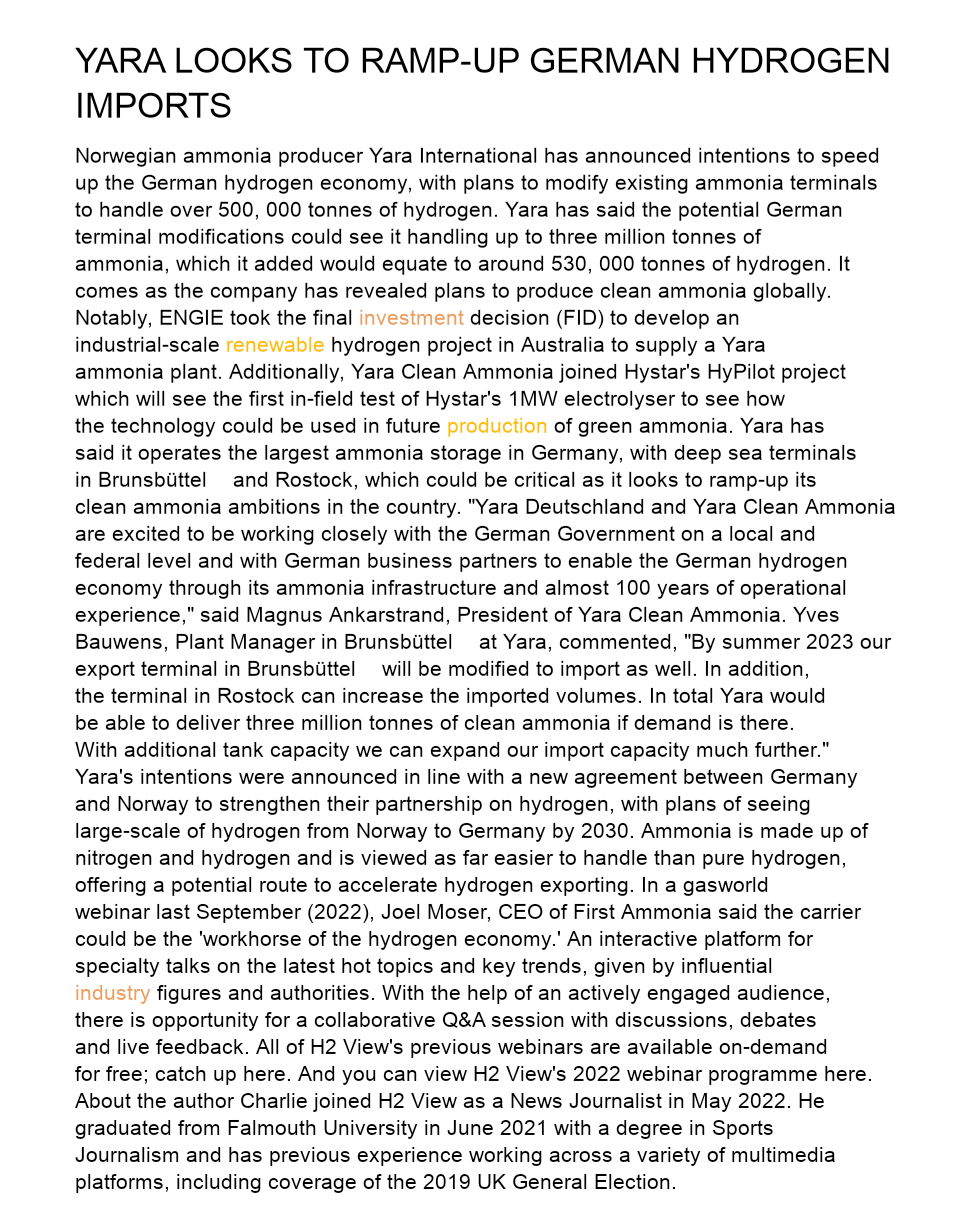 YARA LOOKS TO RAMP-UP GERMAN HYDROGEN
IMPORTS
Norwegian ammonia producer Yara International has announced intentions to speed
up the German hydrogen economy, with plans to modify existing ammonia terminals
to handle over 500, 000 tonnes of hydrogen. Yara has said the potential German
terminal modifications could see it handling up to three million tonnes of
ammonia, which it added would equate to around 530, 000 tonnes of hydrogen. It
comes as the company has revealed plans to produce clean ammonia globally.
Notably, ENGIE took the final investment decision (FID) to develop an
industrial-scale renewable hydrogen project in Australia to supply a Yara
ammonia plant. Additionally, Yara Clean Ammonia joined Hystar's HyPilot project
which will see the first in-field test of Hystar's 1MW electrolyser to see how
the technology could be used in future production of green ammonia. Yara has
said it operates the largest ammonia storage in Germany, with deep sea terminals
in Brunsbüttel and Rostock, which could be critical as it looks to ramp-up its
clean ammonia ambitions in the country. "Yara Deutschland and Yara Clean Ammonia
are excited to be working closely with the German Government on a local and
federal level and with German business partners to enable the German hydrogen
economy through its ammonia infrastructure and almost 100 years of operational
experience," said Magnus Ankarstrand, President of Yara Clean Ammonia. Yves
Bauwens, Plant Manager in Brunsbüttel at Yara, commented, "By summer 2023 our
export terminal in Brunsbüttel will be modified to import as well. In addition,
the terminal in Rostock can increase the imported volumes. In total Yara would
be able to deliver three million tonnes of clean ammonia if demand is there.
With additional tank capacity we can expand our import capacity much further."
Yara's intentions were announced in line with a new agreement between Germany
and Norway to strengthen their partnership on hydrogen, with plans of seeing
large-scale of hydrogen from Norway to Germany by 2030. Ammonia is made up of
nitrogen and hydrogen and is viewed as far easier to handle than pure hydrogen,
offering a potential route to accelerate hydrogen exporting. In a gasworld
webinar last September (2022), Joel Moser, CEO of First Ammonia said the carrier
could be the 'workhorse of the hydrogen economy.' An interactive platform for
specialty talks on the latest hot topics and key trends, given by influential
industry figures and authorities. With the help of an actively engaged audience,
there is opportunity for a collaborative Q&A session with discussions, debates
and live feedback. All of H2 View's previous webinars are available on-demand
for free; catch up here. And you can view H2 View's 2022 webinar programme here.
About the author Charlie joined H2 View as a News Journalist in May 2022. He
graduated from Falmouth University in June 2021 with a degree in Sports
Journalism and has previous experience working across a variety of multimedia
platforms, including coverage of the 2019 UK General Election.